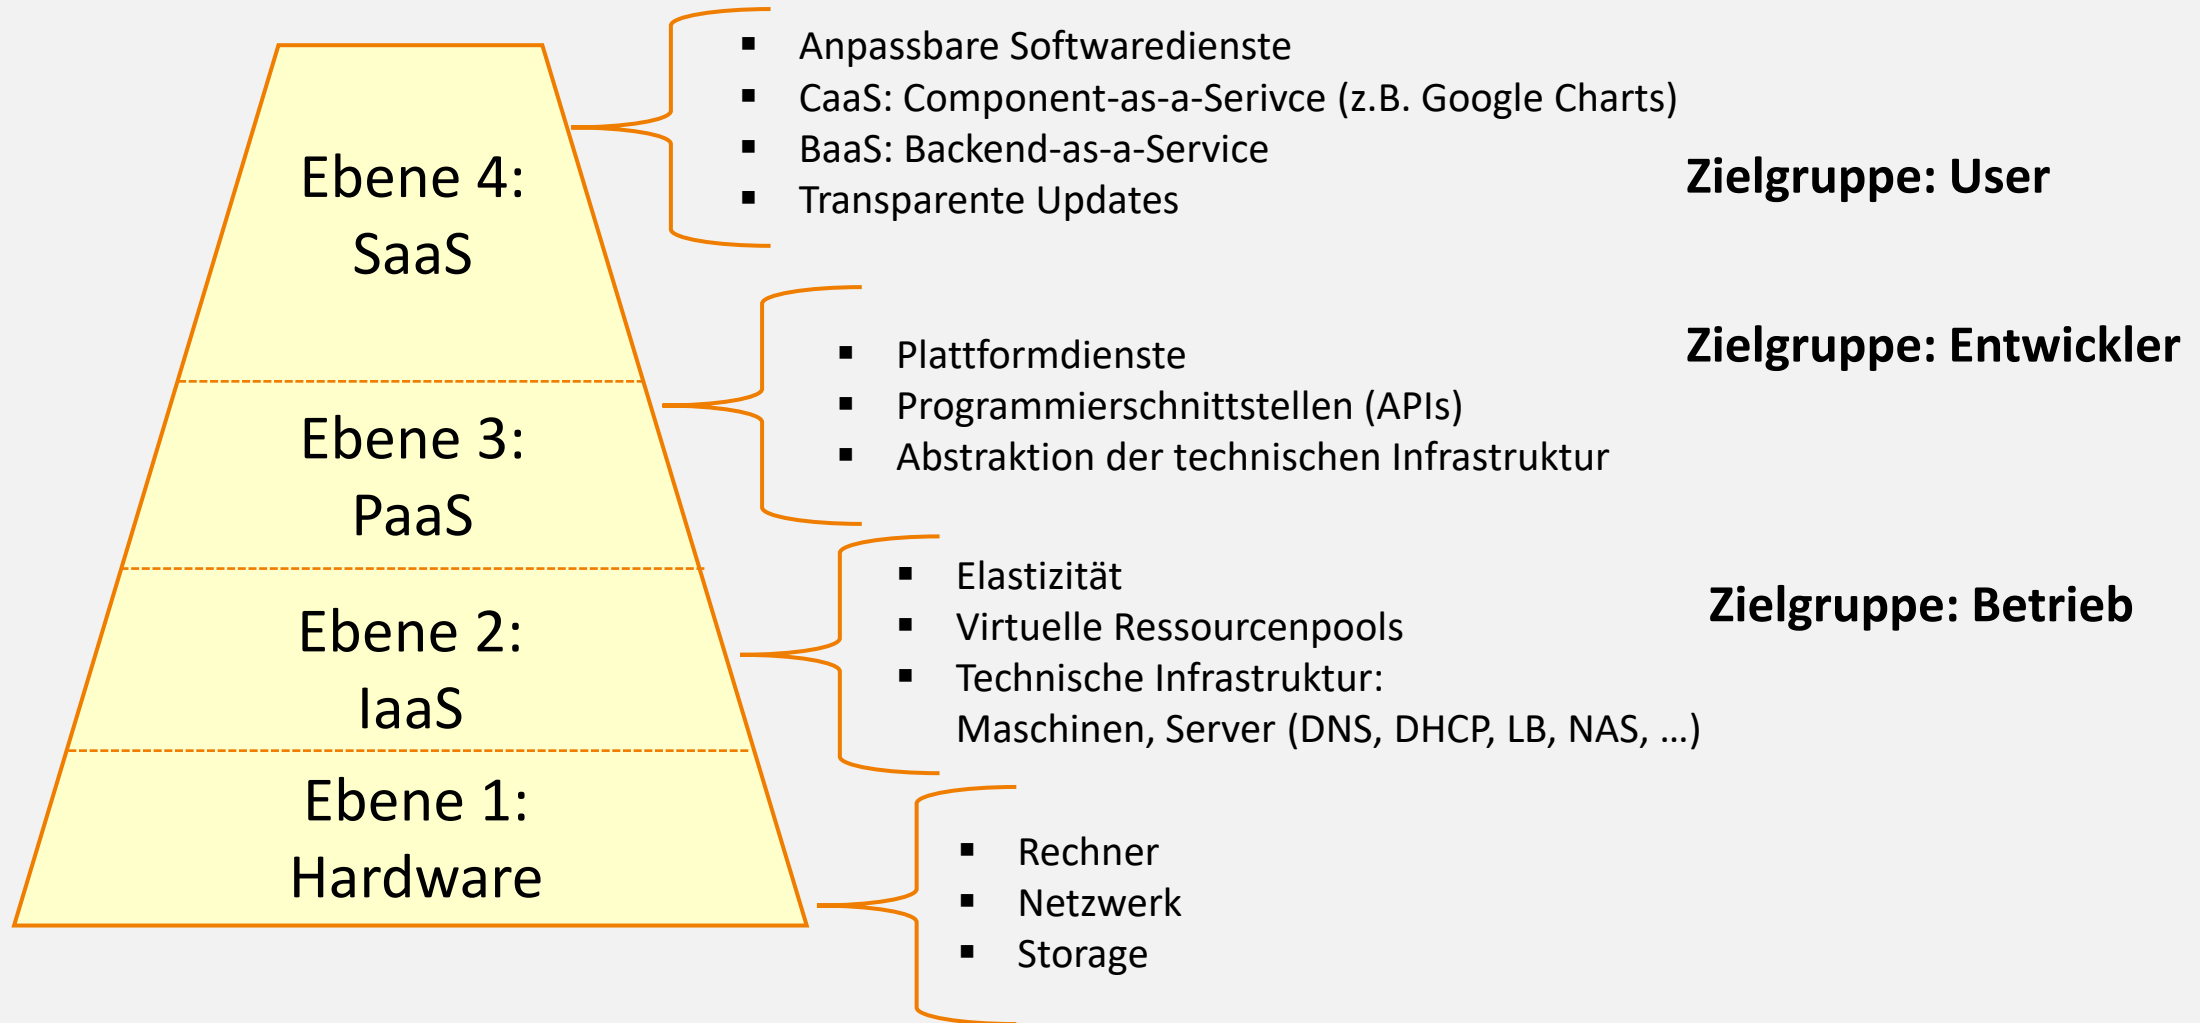 Ebene 4:
SaaS
▪ Anpassbare Softwaredienste
▪ CaaS: Component-as-a-Serivce (z.B. Google Charts)
▪ BaaS: Backend-as-a-Service
▪ Transparente Updates
Zielgruppe: User
Ebene 3:
PaaS
▪ Plattformdienste
▪ Programmierschnittstellen (APIs)
▪ Abstraktion der technischen Infrastruktur
Zielgruppe: Entwickler
Ebene 2:
IaaS
▪ Elastizität
▪ Virtuelle Ressourcenpools
▪ Technische Infrastruktur:
Maschinen, Server (DNS, DHCP, LB, NAS, …)
Zielgruppe: Betrieb
Ebene 1:
Hardware
▪ Rechner
▪ Netzwerk
▪ Storage